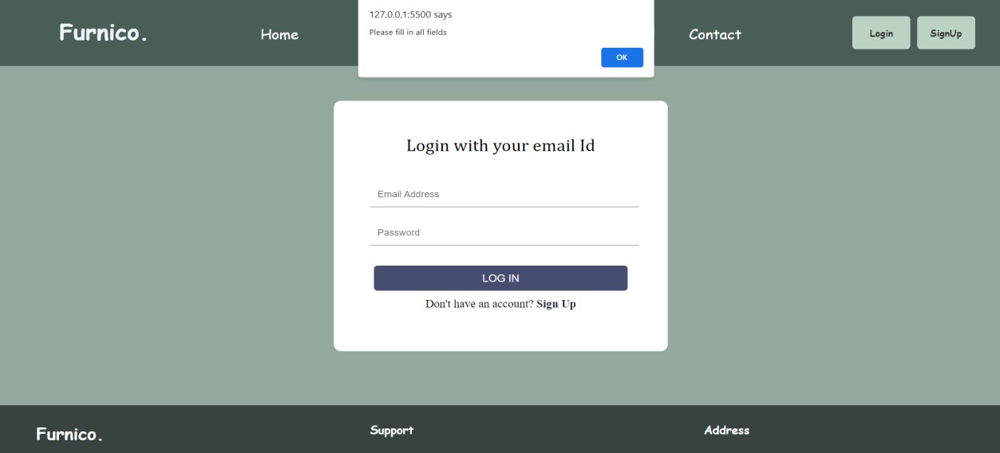 127.0.0.1:5500 says
Please fill in all fields
OK
Furnico.
Home
Contact
Login
SignUp
Login with your email Id
Email Address
Password
LOG IN
Don't have an account? Sign Up
Furnico.
Support
Address